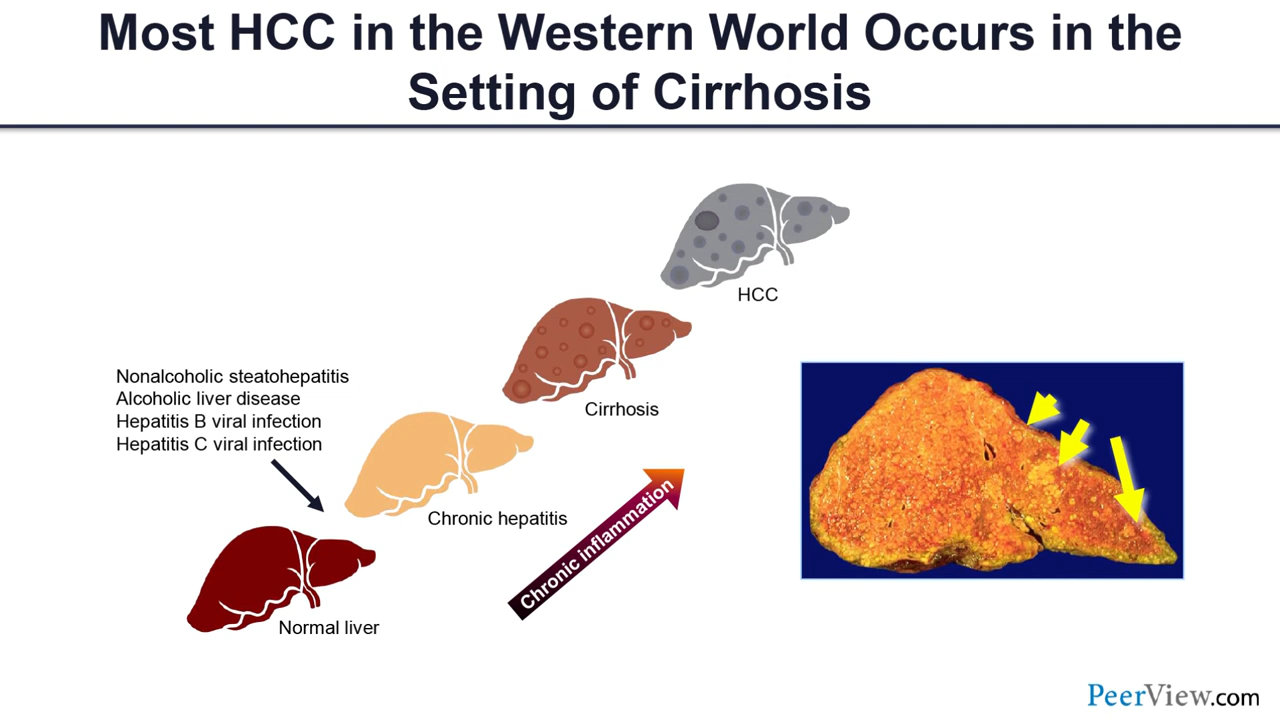 Most HCC in the Western World Occurs in the
Setting of Cirrhosis
HCC
Cirrhosis
Nonalcoholic steatohepatitis
Alcoholic liver disease
Hepatitis B viral infection
Hepatitis C viral infection
Chronic hepatitis
Chronic inflammation
Normal liver
PeerView.com